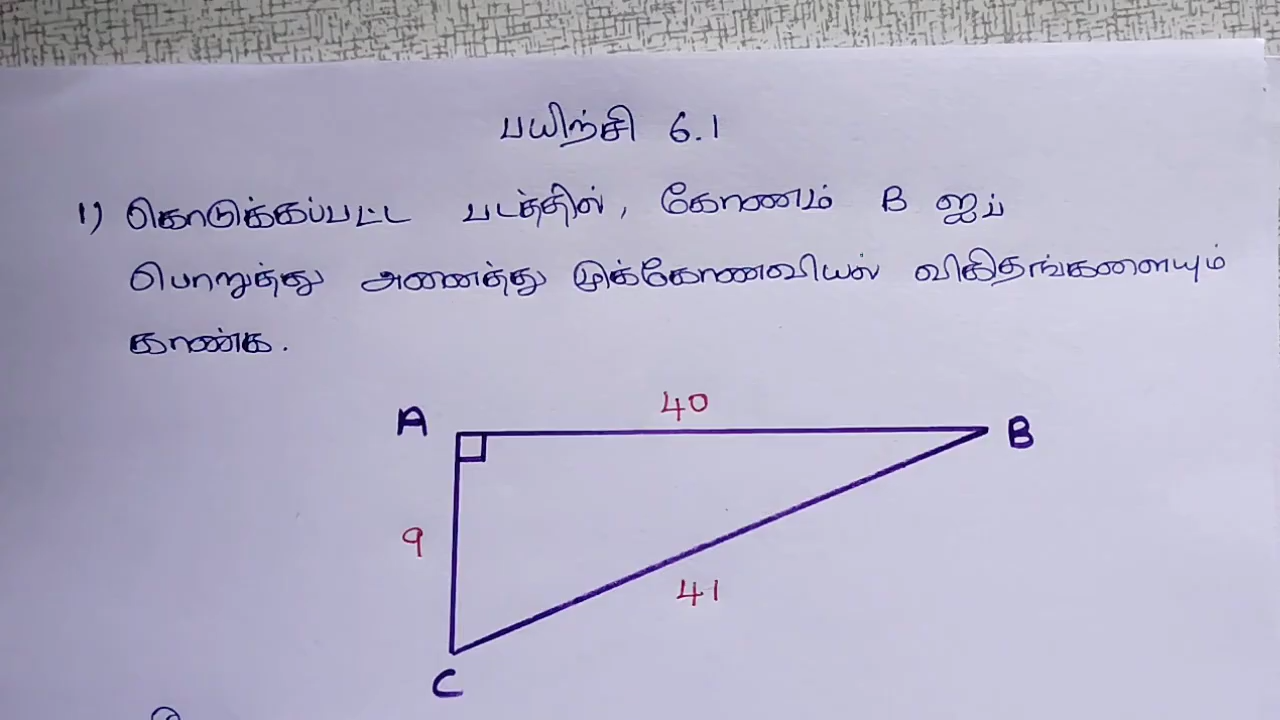 பயிற்சி 6.1
1) கொடுக்கப்பட்ட படத்தில், கோணம் B ஐப்
பொறுத்து அனைத்து முக்கோணவியல் விகிதங்களையும்
காண்க.
40
A
B
9
41
C